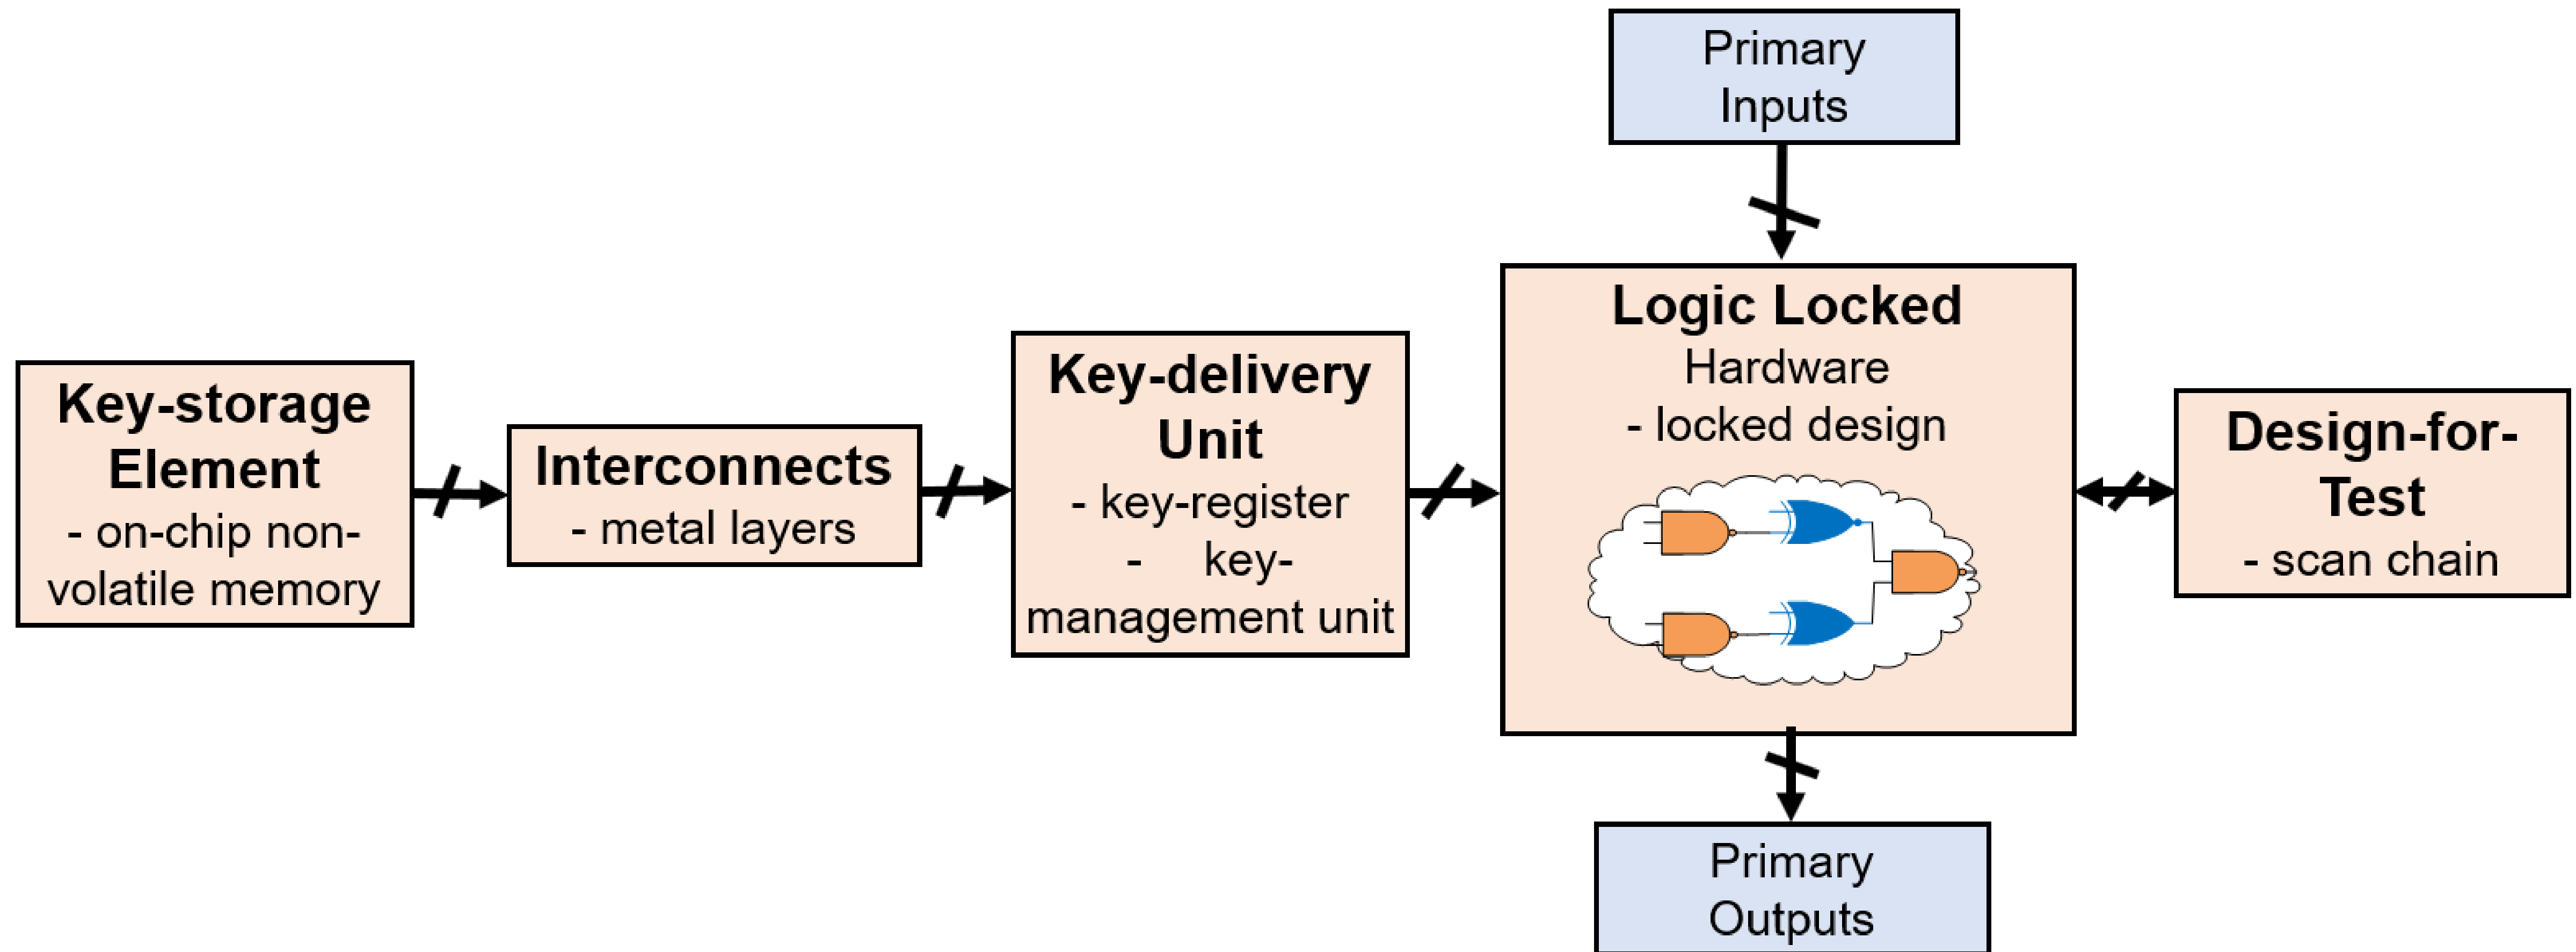 Primary
Inputs
Key-storage
Element
- on-chip non-
volatile memory
Interconnects
- metal layers
Key-delivery
Unit
- key-register
- key-
management unit
Logic Locked
Hardware
- locked design
Design-for-
Test
- scan chain
Primary
Outputs